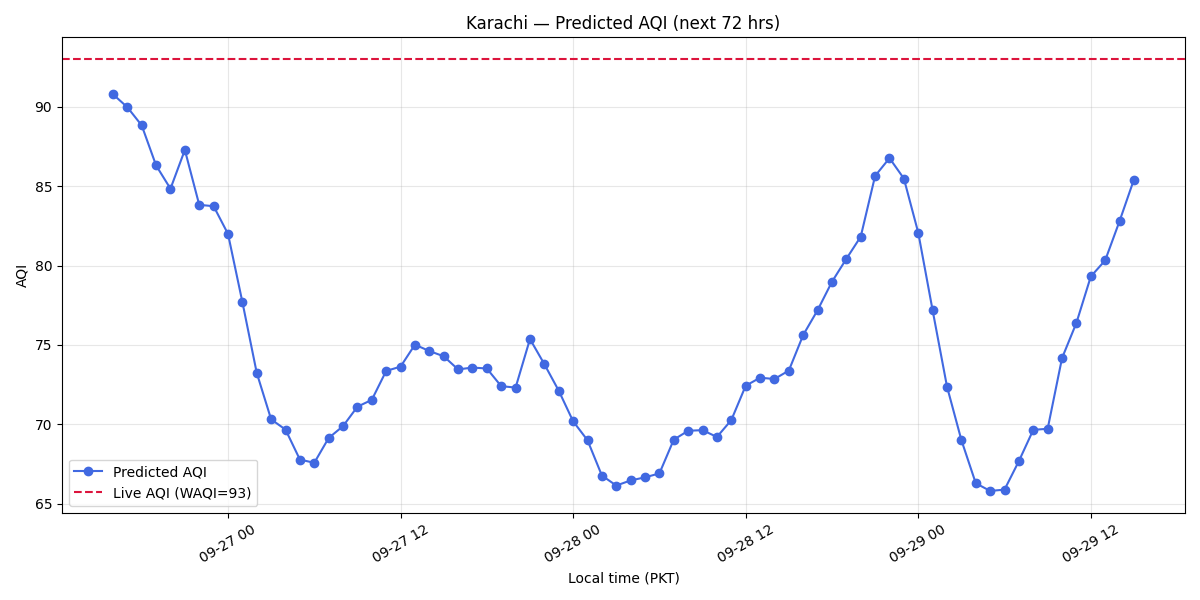 Karachi — Predicted AQI (next 72 hrs)
AQI
90
85
80
75
70
65
Predicted AQI
Live AQI (WAQI=93)
09-27 00
09-27 12
09-28 00
09-28 12
09-29 00
09-29 12
Local time (PKT)